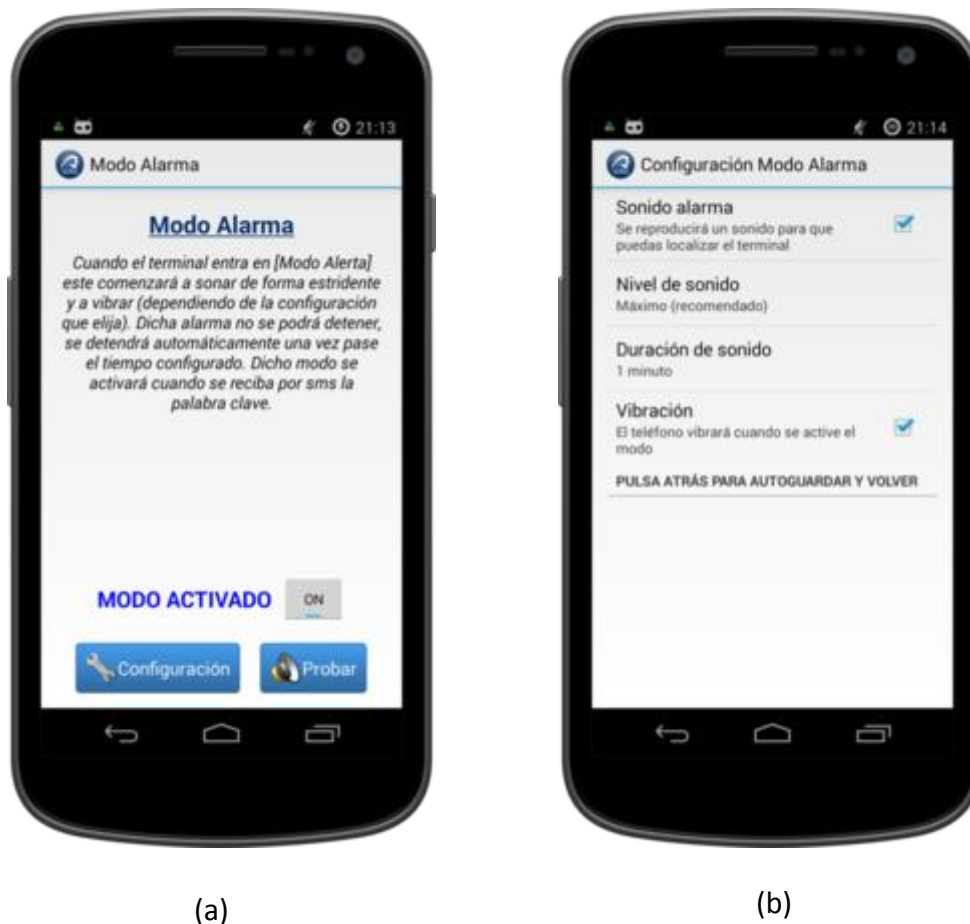 21:13
Modo Alarma
Modo Alarma
Cuando el terminal entra en [Modo Alerta]
este comenzará a sonar de forma estridente
y a vibrar (dependiendo de la configuración
que elija). Dicha alarma no se podrá detener,
se detendrá automáticamente una vez pase
el tiempo configurado. Dicho modo se
activará cuando se reciba por sms la
palabra clave.
MODO ACTIVADO ON
Configuración Probar
(a)
21:14
Configuración Modo Alarma
Sonido alarma
Se reproducirá un sonido para que
puedas localizar el terminal
Nivel de sonido
Máximo (recomendado)
Duración de sonido
1 minuto
Vibración
El teléfono vibrará cuando se active el
modo
PULSA ATRÁS PARA AUTOGUARDAR Y VOLVER
(b)